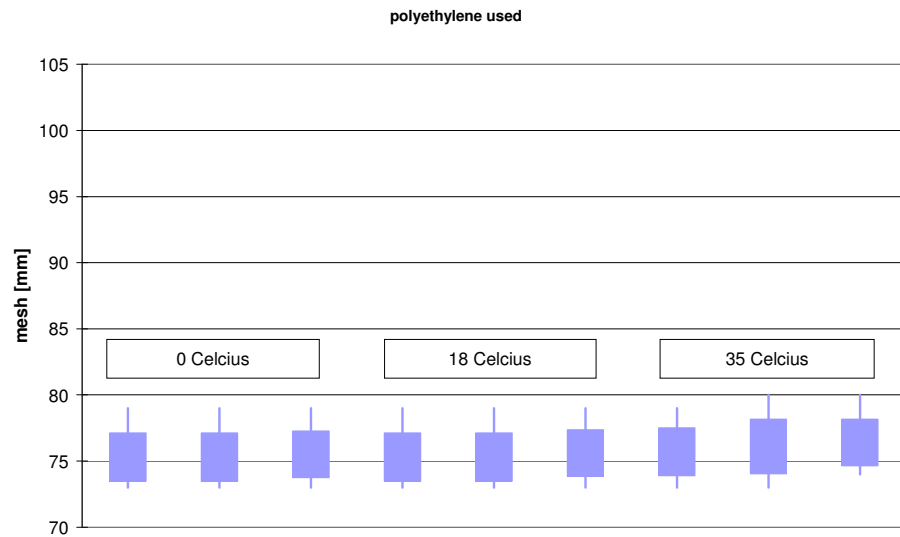 polyethylene used
105
100
95
90
85
80
75
70
mesh [mm]
0 Celcius
18 Celcius
35 Celcius